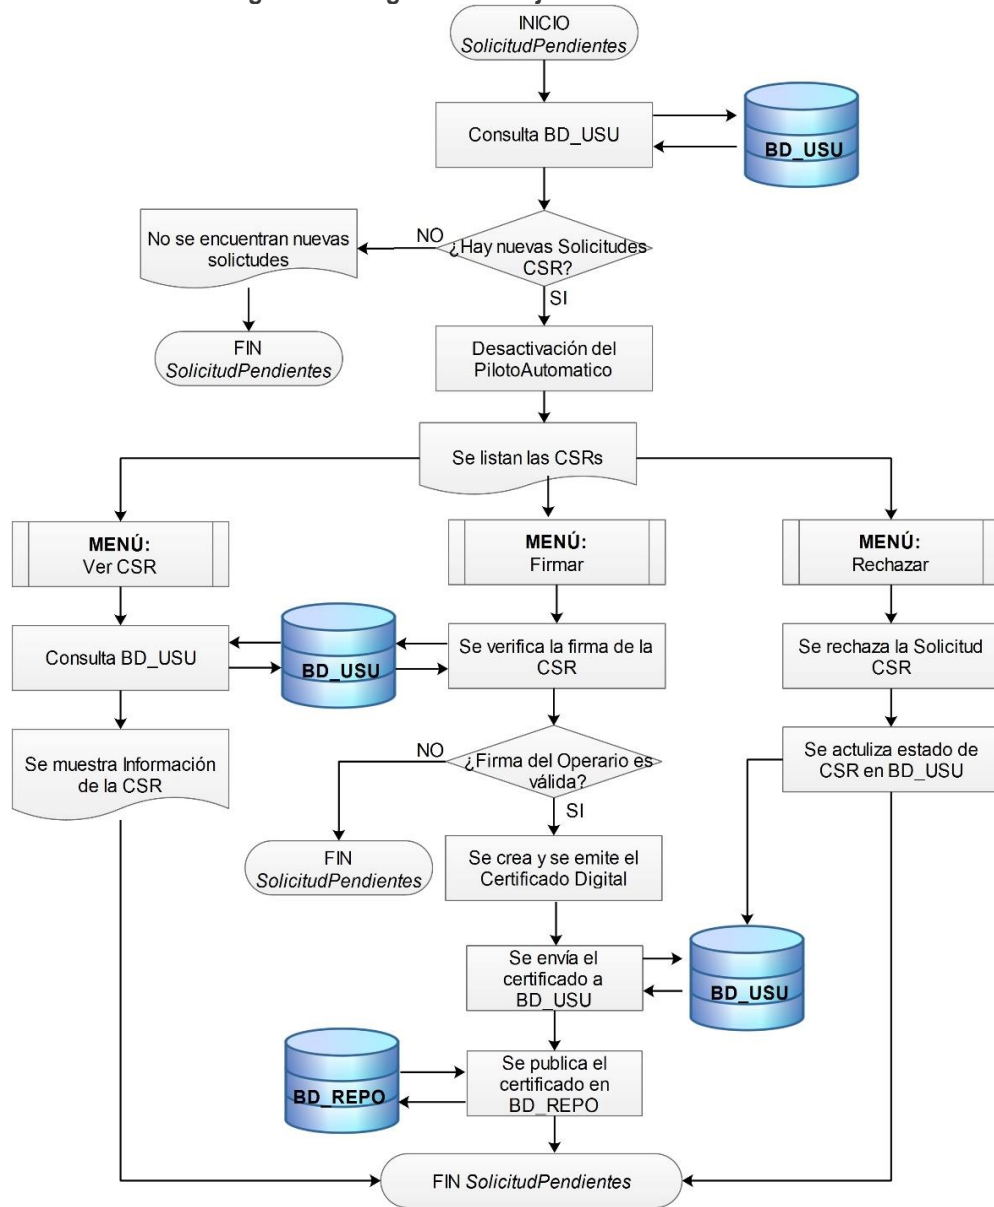 INICIO
SolicitudPendientes
Consulta BD_USU
BD_USU
¿Hay nuevas Solicitudes
CSR?
NO
No se encuentran nuevas
solictudes
FIN
SolicitudPendientes
SI
Desactivación del
PilotoAutomatico
Se listan las CSRs
MENÚ:
Ver CSR
MENÚ:
Firmar
MENÚ:
Rechazar
Consulta BD_USU
BD_USU
Se verifica la firma de la
CSR
Se rechaza la Solicitud
CSR
Se muestra Información
de la CSR
NO
¿Firma del Operario es
válida?
SI
Se actuliza estado de
CSR en BD_USU
FIN
SolicitudPendientes
Se crea y se emite el
Certificado Digital
Se envía el
certificado a
BD_USU
BD_USU
BD_REPO
Se publica el
certificado en
BD_REPO
FIN SolicitudPendientes